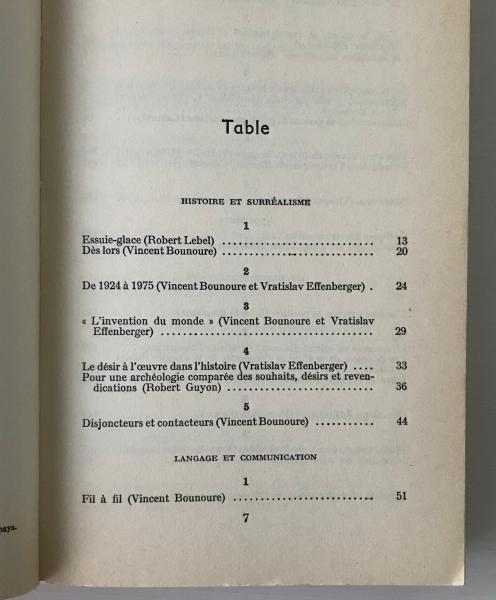 Table
HISTOIRE ET SURRÉALISME
1
Essuie-glace (Robert Lebel) .......................... 13
Dès lors (Vincent Bounoure) .......................... 20
2
De 1924 à 1975 (Vincent Bounoure et Vratislav Effenberger) . 24
3
« L'invention du monde » (Vincent Bounoure et Vratislav
Effenberger) .................................... 29
4
Le désir à l'œuvre dans l'histoire (Vratislav Effenberger) .... 33
Pour une archéologie comparée des souhaits, désirs et reven-
dications (Robert Guyon) ......................... 36
5
Disjoncteurs et contacteurs (Vincent Bounoure) ........... 44
LANGAGE ET COMMUNICATION
1
Fil à fil (Vincent Bounoure) ........................ 51
7
pays.